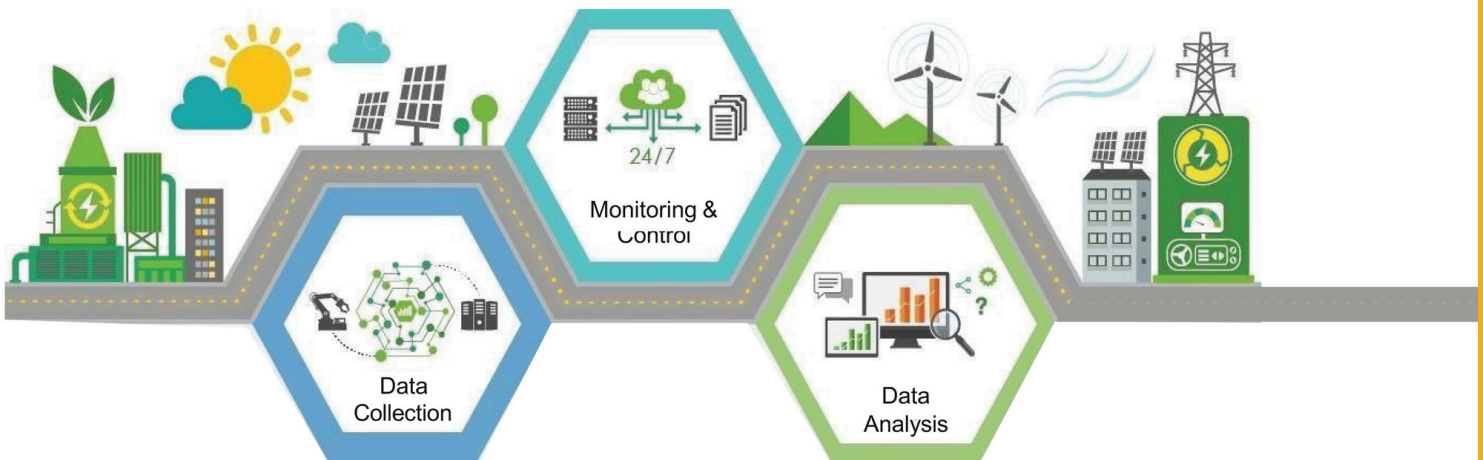 24/7
Monitoring &
Control
Data
Collection
?
Data
Analysis